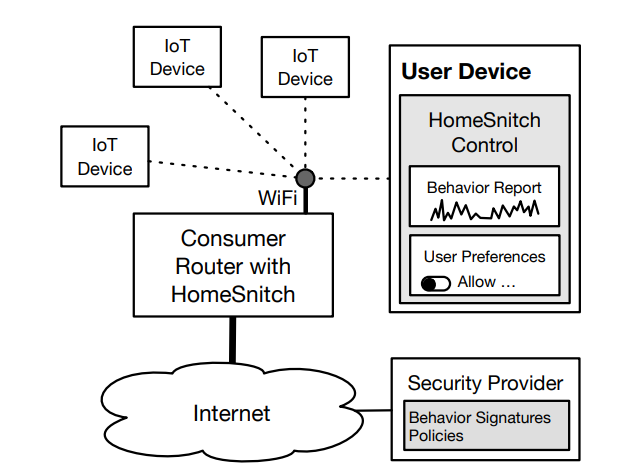 IoT
Device
IoT
Device
IoT
Device
WiFi
User Device
HomeSnitch
Control
Behavior Report
User Preferences
Allow ...
Consumer
Router with
HomeSnitch
Internet
Security Provider
Behavior Signatures
Policies